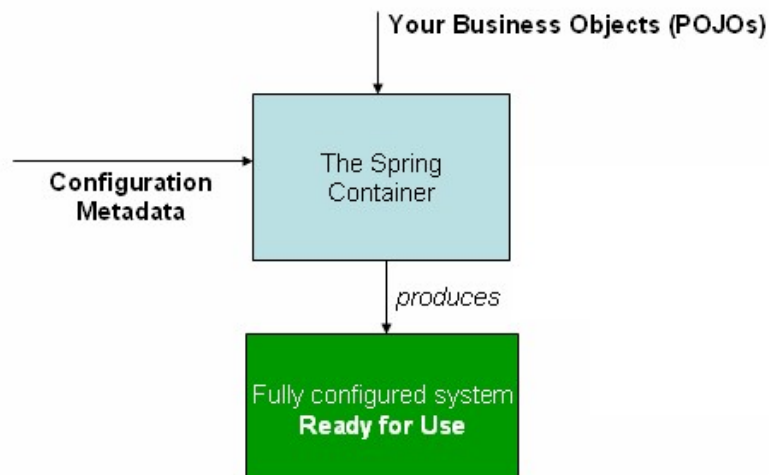 Your Business Objects (POJOs)
The Spring
Container
Configuration
Metadata
produces
Fully configured system
Ready for Use